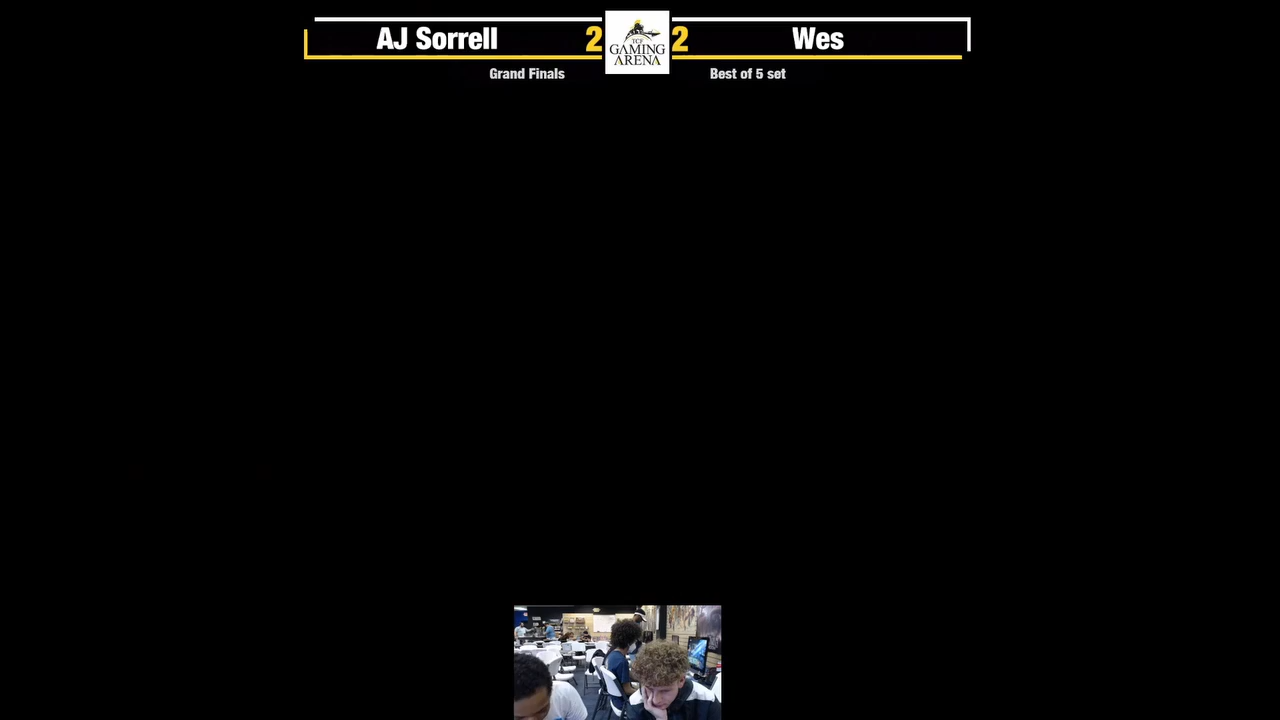 AJ Sorrell 2 2 Wes
TCF
GAMING
ARENA
Grand Finals Best of 5 set